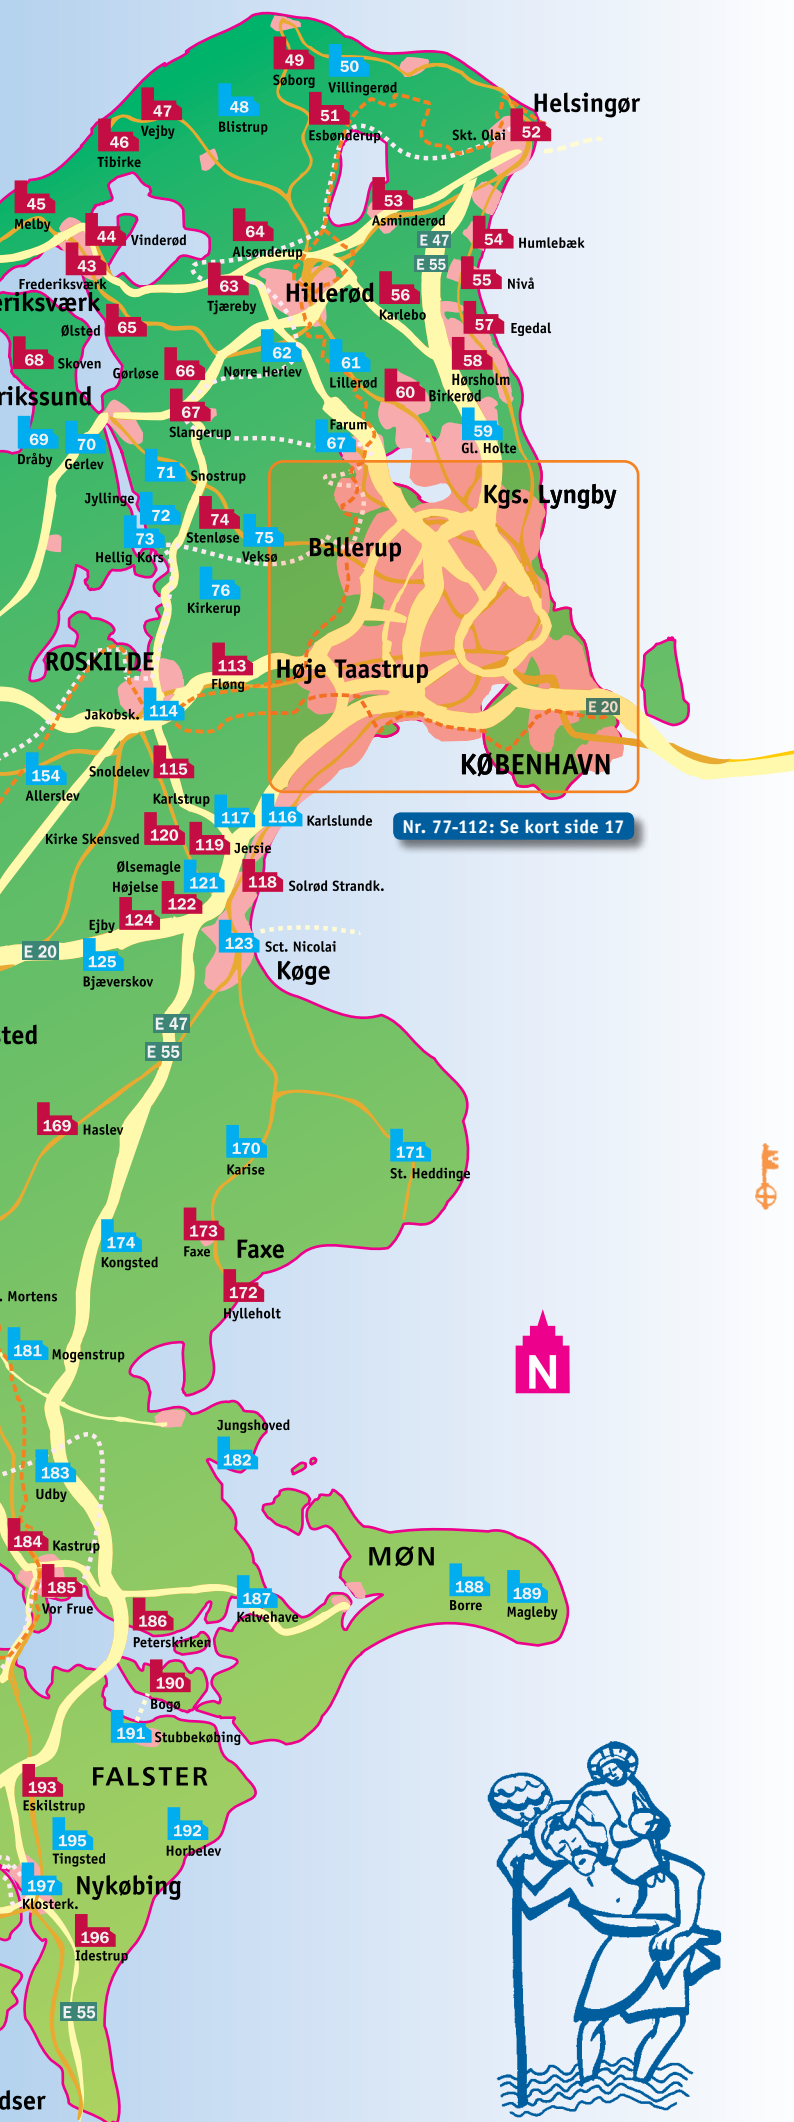 49
Søborg
50
Villingerød
47
Vejby
48
Blistrup
51
Esbønderup
Helsingør
Skt. Olai
52
46
Tibirke
45
Melby
53
Asminderød
44
Vinderød
64
Alsønderup
E 47
E 55
54
Humlebæk
43
Frederiksværk
eriksværk
63
Tjæreby
Hillerød
56
Karlebo
55
Nivå
Ølsted
65
57
Egedal
68
Skoven
Gørløse
66
62
Nørre Herlev
61
Lillerød
58
Hørsholm
60
Birkerød
rikssund
67
Slangerup
Farum
67
59
Gl. Holte
69
Dråby
70
Gerlev
71
Snostrup
Kgs. Lyngby
Jyllinge
72
73
Hellig Kors
74
Stenløse
75
Veksø
Ballerup
76
Kirkerup
ROSKILDE
113
Fløng
Høje Taastrup
Jakobsk.
114
E 20
KØBENHAVN
154
Allerslev
Snoldelev
115
Karlstrup
117
116
Karlslunde
Nr. 77-112: Se kort side 17
Kirke Skensved
120
119
Jersie
Ølsemagle
121
Højelse
122
118
Solrød Strandk.
Ejby
124
E 20
125
Bjæverskov
123
Sct. Nicolai
Køge
E 47
E 55
sted
169
Haslev
170
Karise
171
St. Heddinge
174
Kongsted
173
Faxe
Faxe
172
Hylleholt
. Mortens
181
Mogenstrup
N
Jungshoved
182
183
Udby
184
Kastrup
185
Vor Frue
MØN
188
Borre
189
Magleby
187
Kalvehave
186
Peterskirken
190
Bogø
191
Stubbekøbing
FALSTER
193
Eskilstrup
195
Tingsted
192
Horbelev
197
Klosterk.
Nykøbing
196
Idestrup
E 55
dser